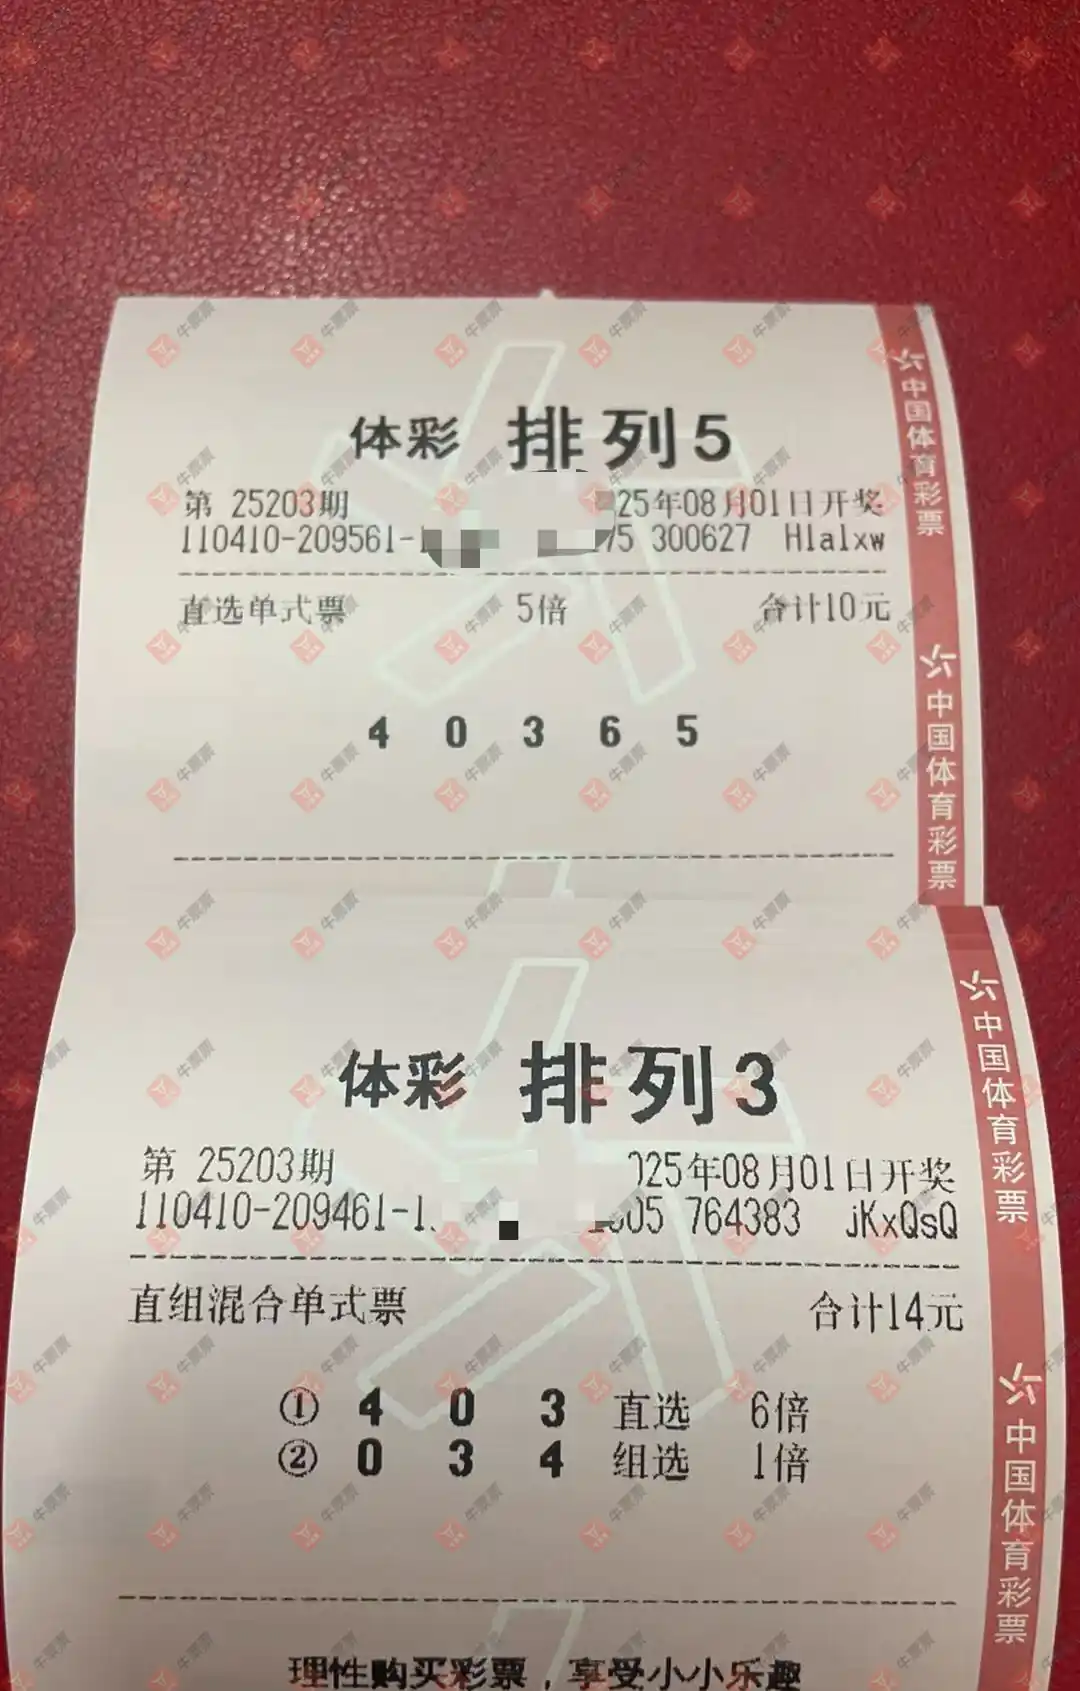 体彩 排列5
第 25203期 25年08月01日开奖
110410-209561-1 175 300627 Hlalxw
直选单式票 5倍 合计10元
4 0 3 6 5
中国体育彩票
中国体育彩票
体彩 排列3
第 25203期 025年08月01日开奖
110410-209461-1 05 764383 jKxQsQ
直组混合单式票 合计14元
① 4 0 3 直选 6倍
② 0 3 4 组选 1倍
理性购买彩票，享受小小乐趣
中国体育彩票
中国体育彩票
牛票票